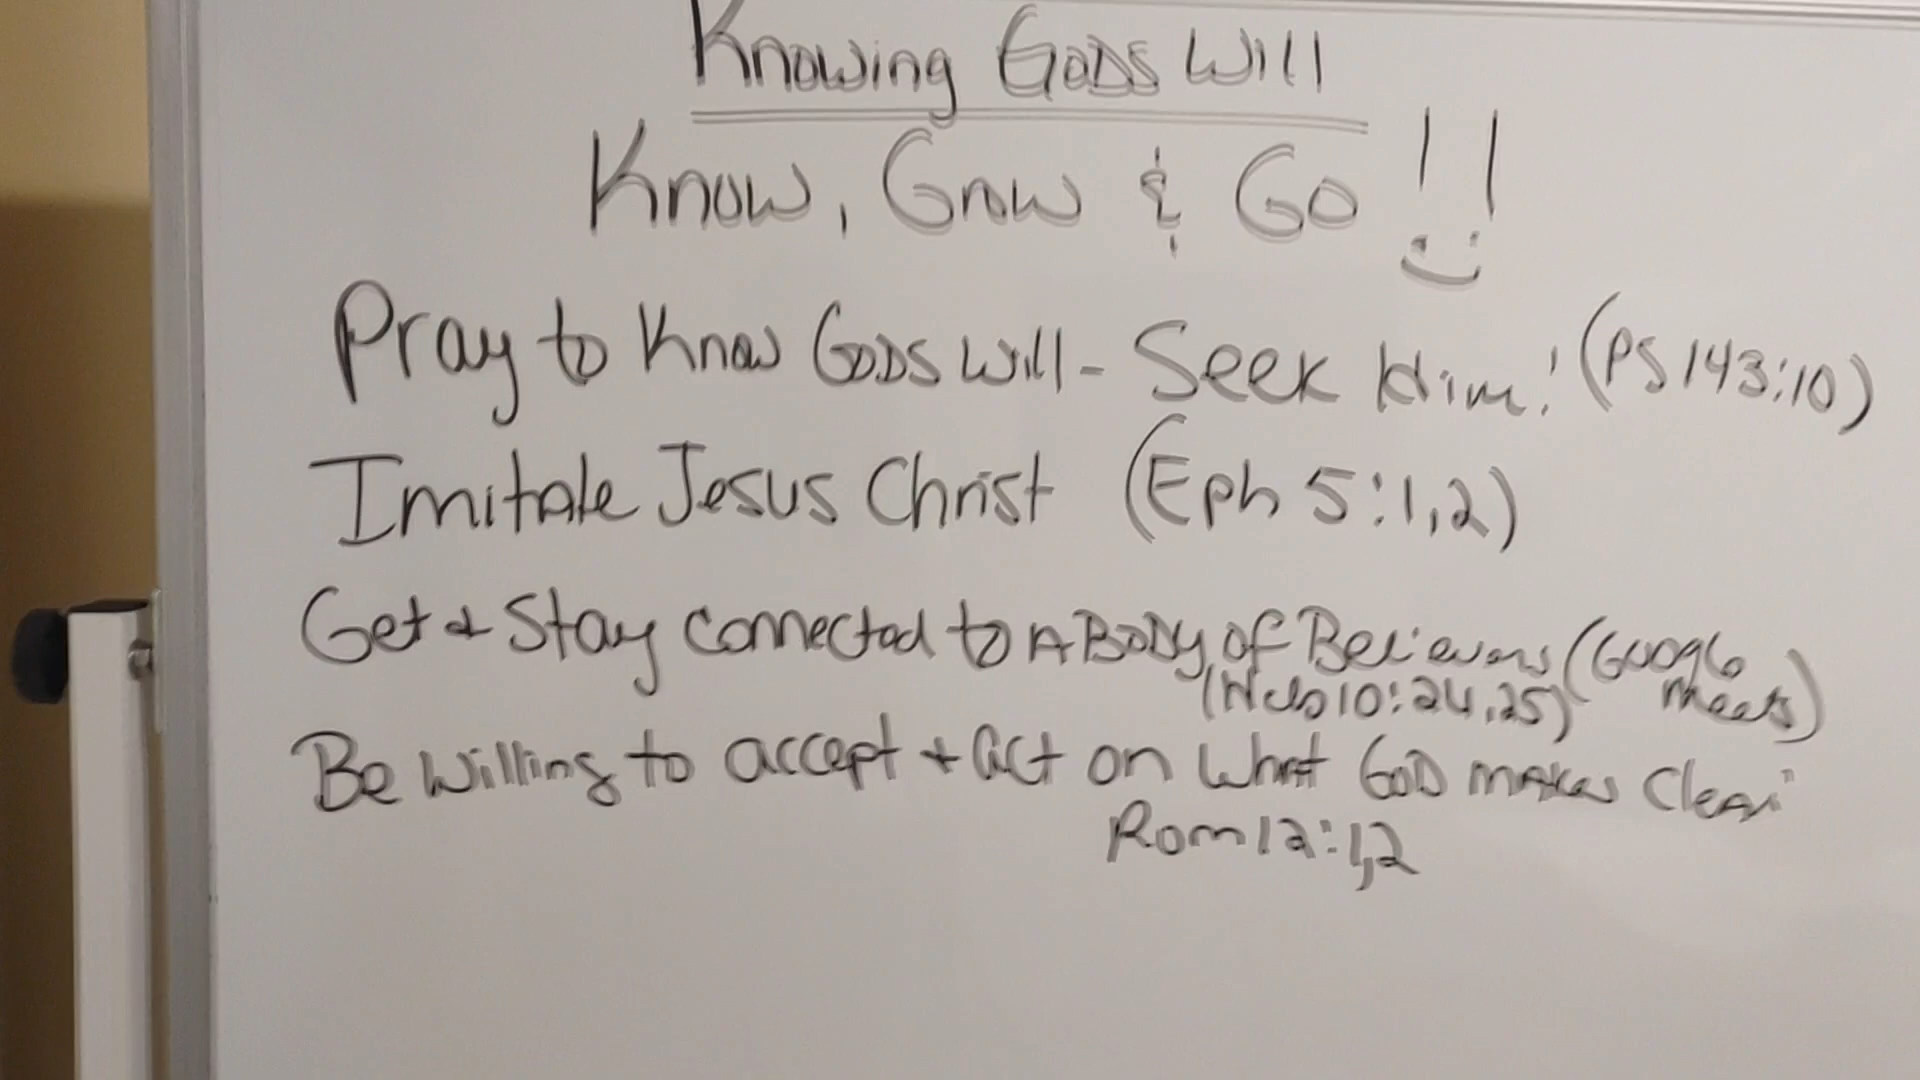 Knowing GODS Will
Know, Grow & Go !!
Pray to Know GODS Will - Seek Him! (PS 143:10)
Imitate Jesus Christ (Eph 5:1,2)
Get & Stay Connected to A BODY of Believers (Google Meets)
(Heb 10:24,25)
Be Willing to accept + act on What GOD makes Clear
Rom 12:1,2